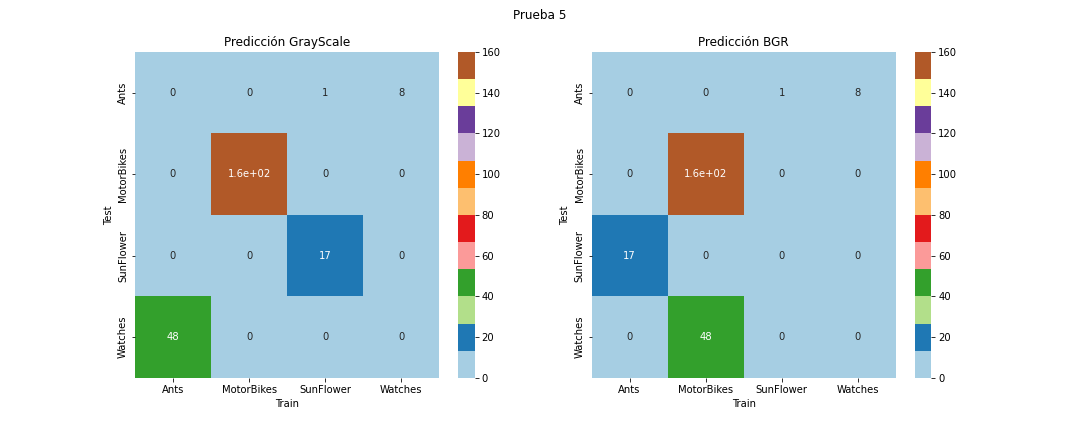 Prueba 5
Predicción GrayScale
Test
Ants
MotorBikes
SunFlower
Watches
0 0 1 8
0 1.6e+02 0 0
0 0 17 0
48 0 0 0
Ants MotorBikes SunFlower Watches
Train
160
140
120
100
80
60
40
20
0
Predicción BGR
Test
Ants
MotorBikes
SunFlower
Watches
0 0 1 8
0 1.6e+02 0 0
17 0 0 0
0 48 0 0
Ants MotorBikes SunFlower Watches
Train
160
140
120
100
80
60
40
20
0